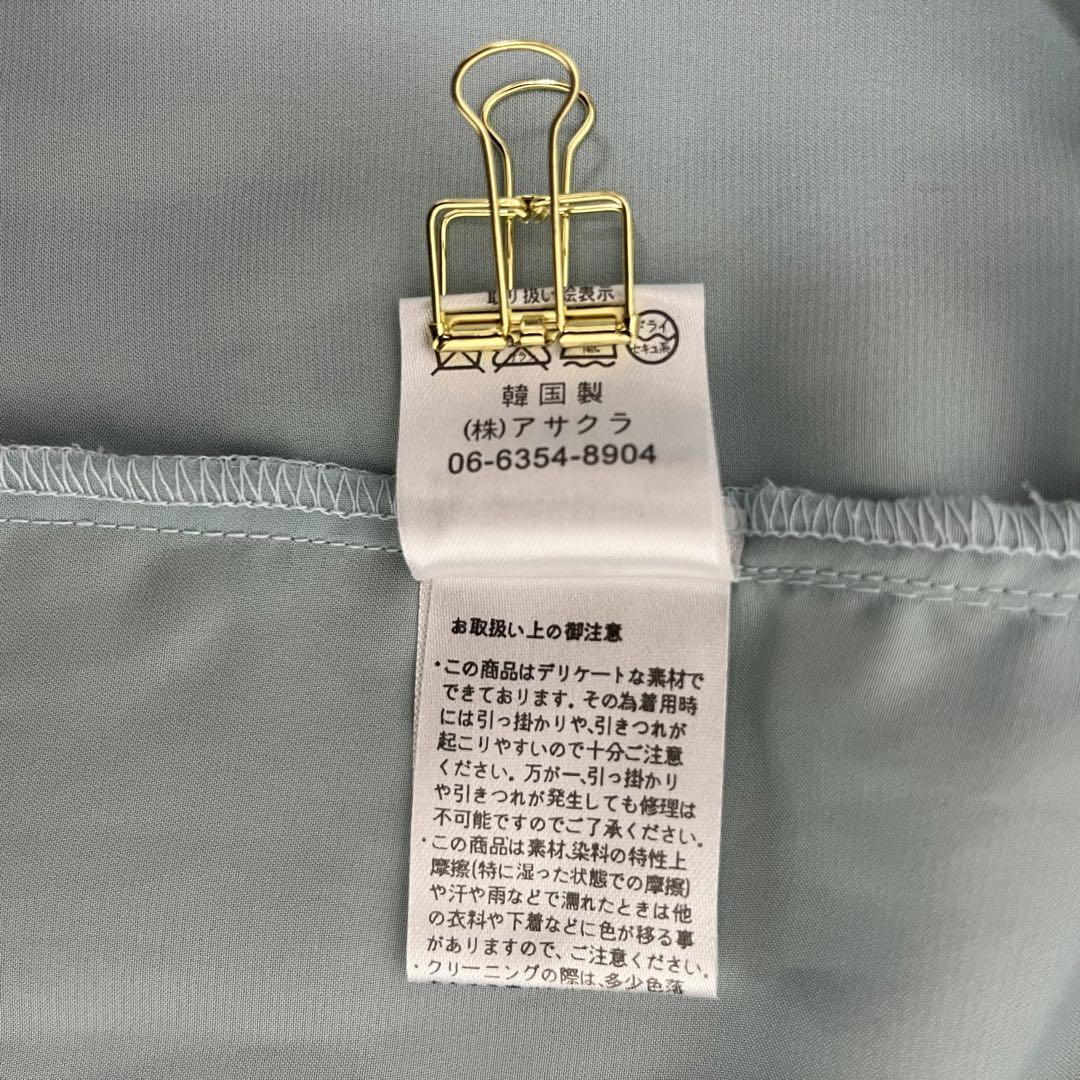 取り扱い絵表示
ドライ
セキユ系
韓国製
(株)アサクラ
06-6354-8904
お取扱い上の御注意
・この商品はデリケートな素材で
できております。その為着用時
には引っ掛かりや、引きつれが
起こりやすいので十分ご注意
ください。万が一、引っ掛かり
や引きつれが発生しても修理は
不可能ですのでご了承ください。
・この商品は素材、染料の特性上
摩擦(特に湿った状態での摩擦)
や汗や雨などで濡れたときは他
の衣料や下着などに色が移る事
がありますので、ご注意ください。
・クリーニングの際は、多少色落